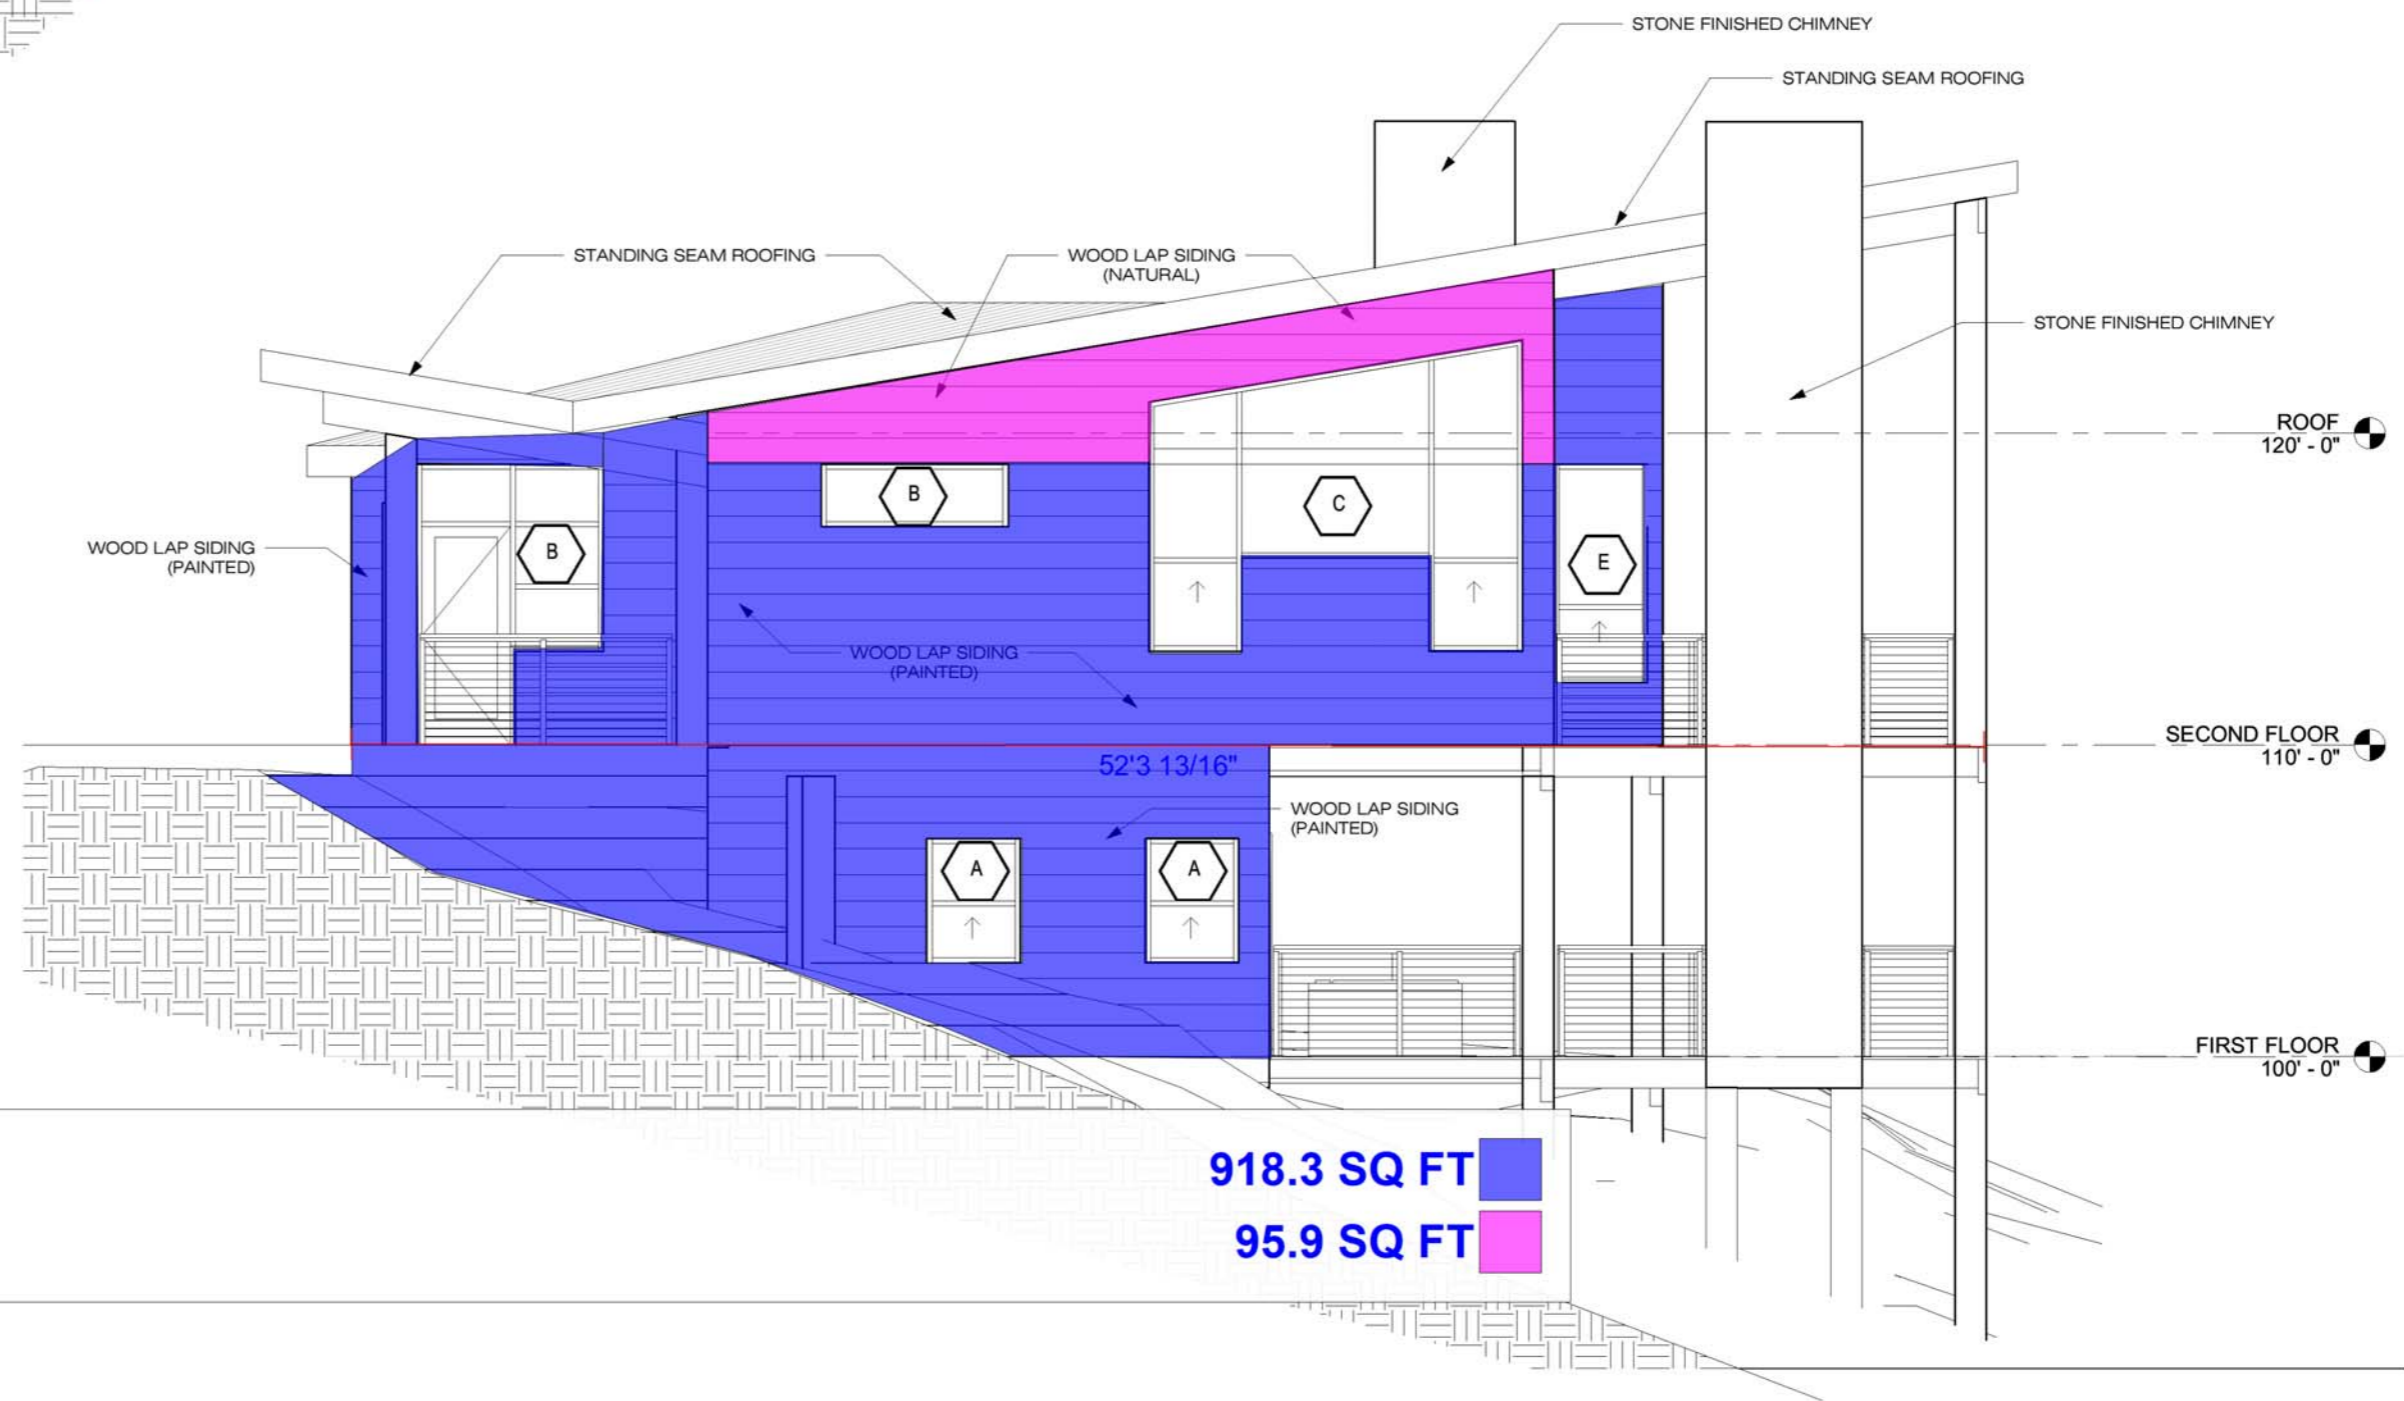 STONE FINISHED CHIMNEY
STANDING SEAM ROOFING
STANDING SEAM ROOFING
WOOD LAP SIDING
(NATURAL)
STONE FINISHED CHIMNEY
ROOF
120' - 0"
B
C
B
E
WOOD LAP SIDING
(PAINTED)
WOOD LAP SIDING
(PAINTED)
SECOND FLOOR
110' - 0"
52'3 13/16"
WOOD LAP SIDING
(PAINTED)
A
A
FIRST FLOOR
100' - 0"
918.3 SQ FT
95.9 SQ FT